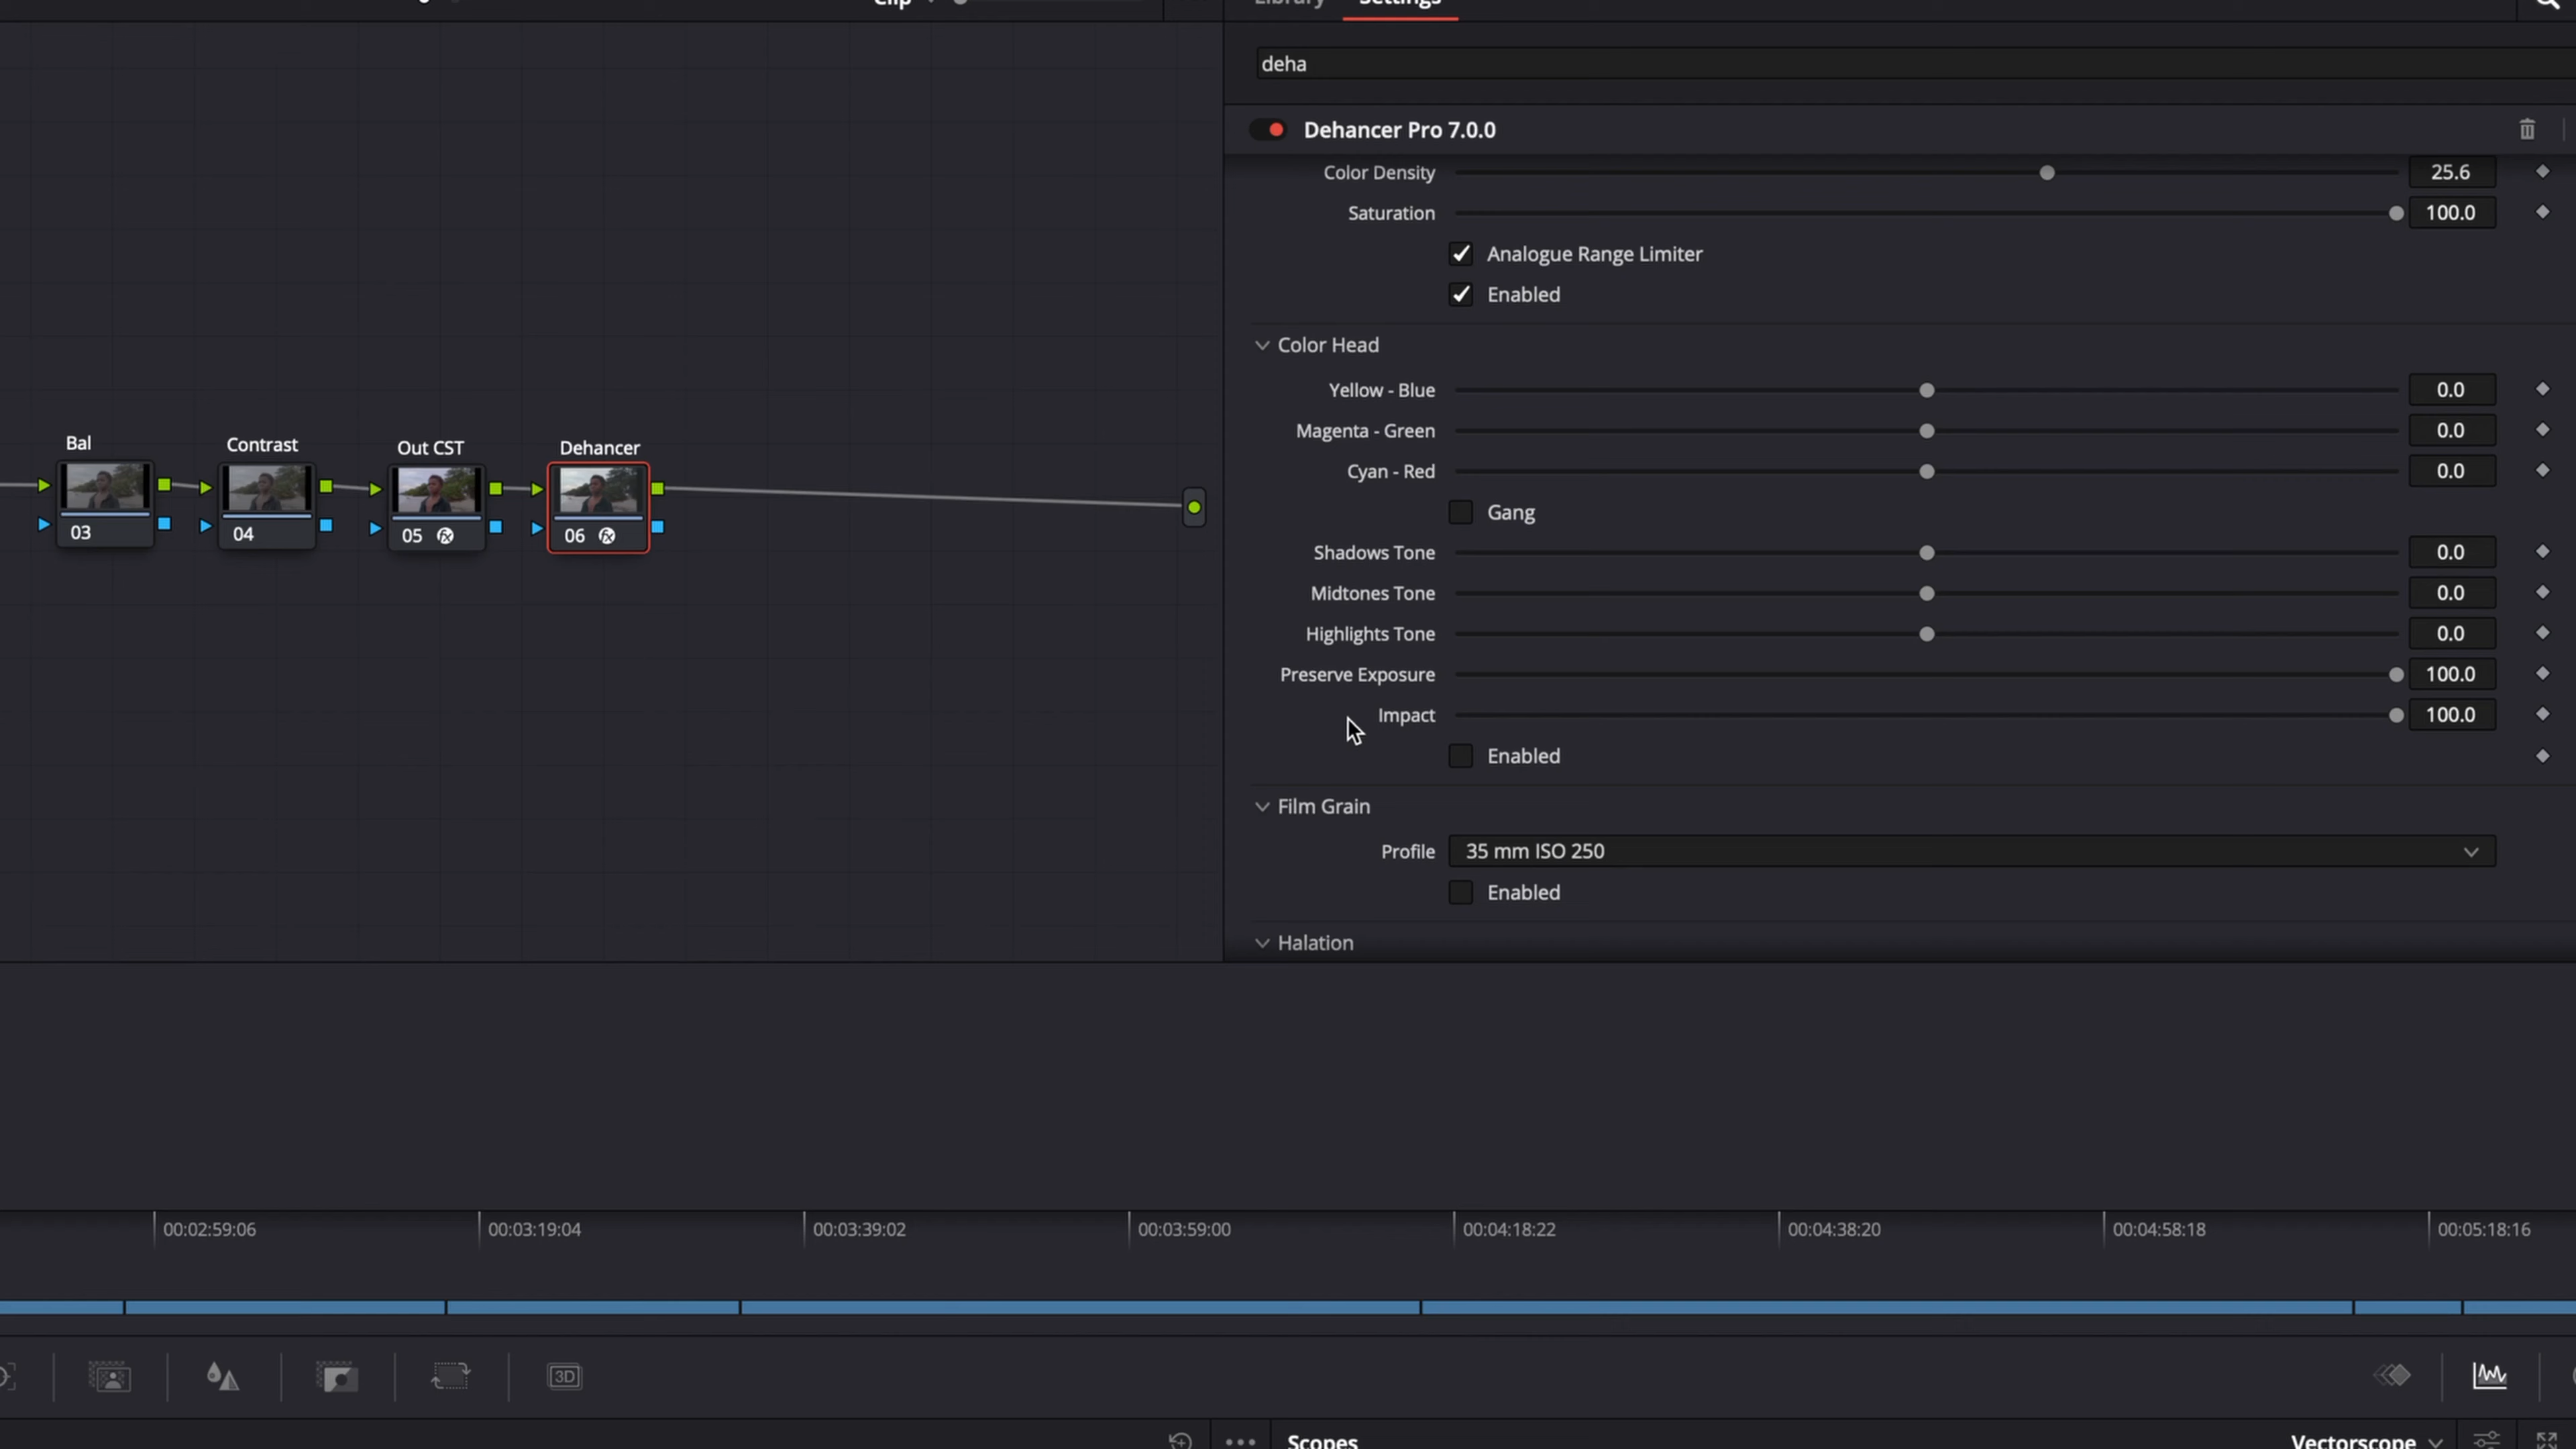 Clip
Library
Settings
deha
Dehancer Pro 7.0.0
Color Density
25.6
Saturation
100.0
Analogue Range Limiter
Enabled
Color Head
Yellow - Blue
0.0
Magenta - Green
0.0
Cyan - Red
0.0
Gang
Shadows Tone
0.0
Midtones Tone
0.0
Highlights Tone
0.0
Preserve Exposure
100.0
Impact
100.0
Enabled
Film Grain
Profile
35 mm ISO 250
Enabled
Halation
Bal
Contrast
Out CST
Dehancer
03
04
05
06
00:02:59:06
00:03:19:04
00:03:39:02
00:03:59:00
00:04:18:22
00:04:38:20
00:04:58:18
00:05:18:16
3D
Scopes
Vectorscope